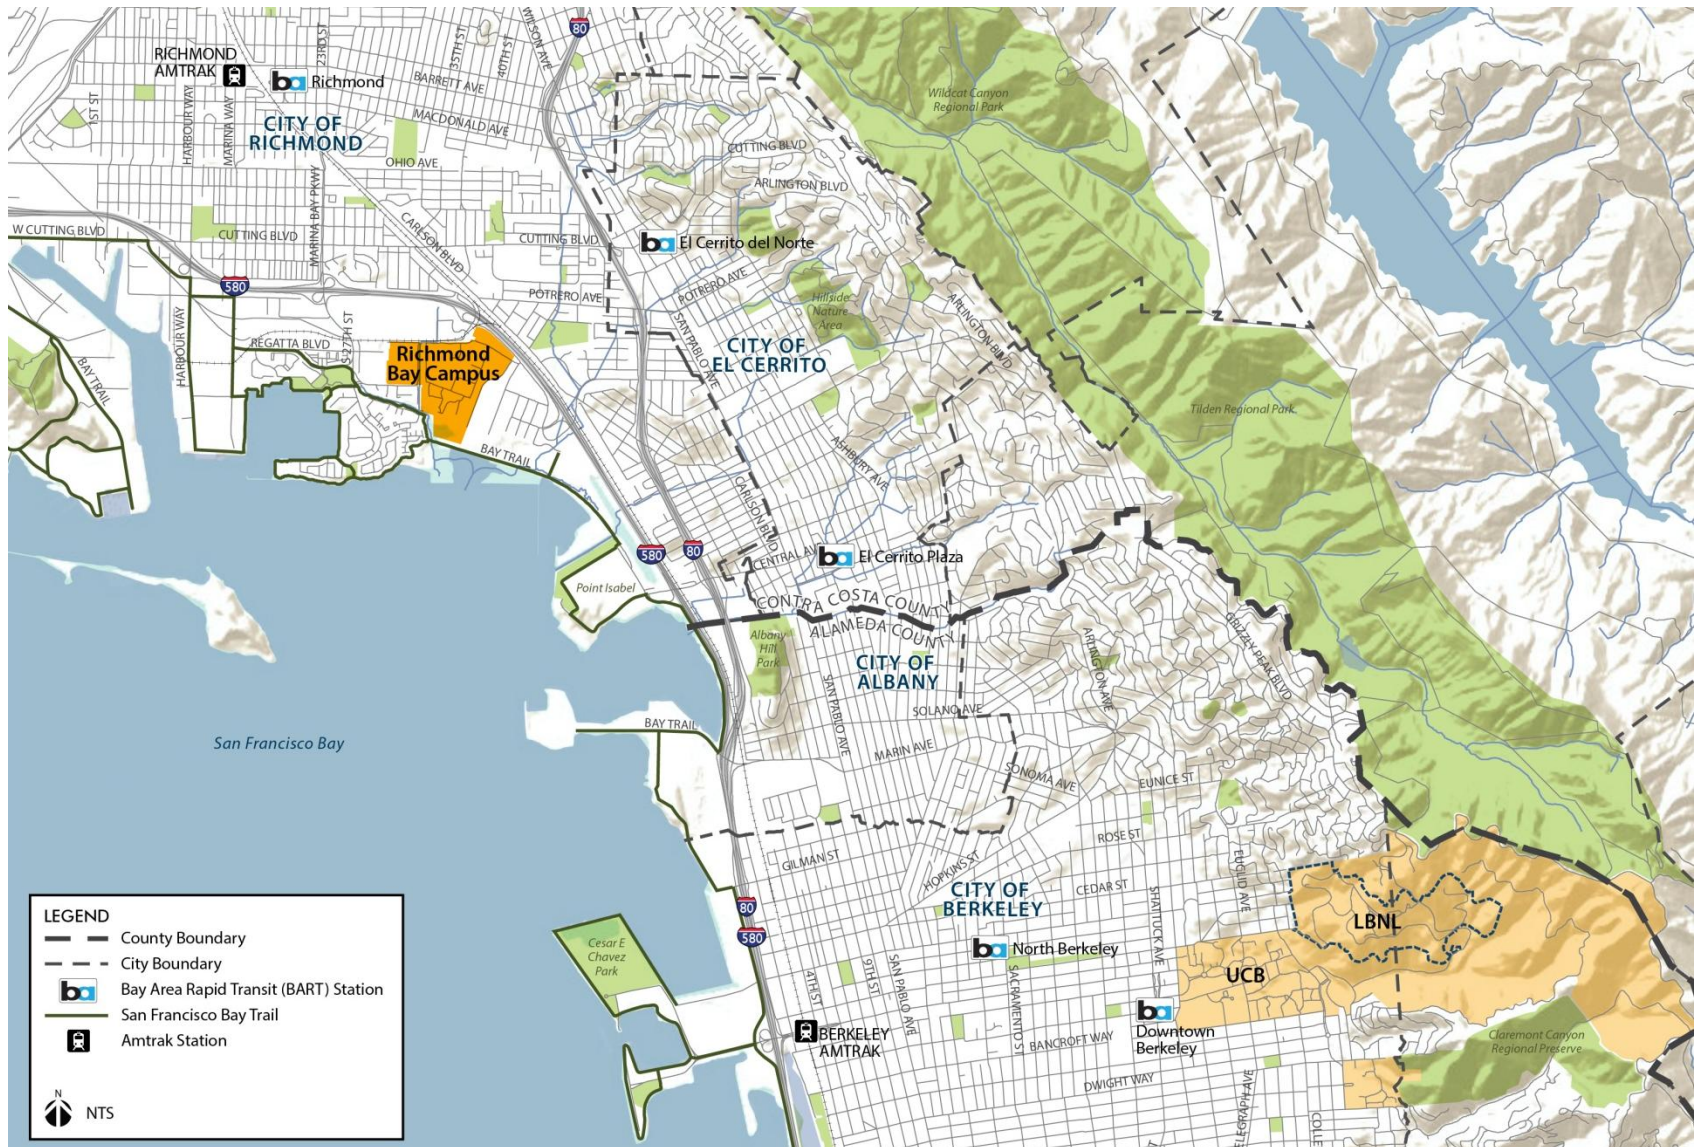 RICHMOND
AMTRAK
ba Richmond
CITY OF
RICHMOND
1ST ST
HARBOUR WAY
MARINA WAY
23RD ST
MARINA BAY PKWY
35TH ST
40TH ST
WILSON AVE
80
BARRETT AVE
MACDONALD AVE
OHIO AVE
CARLSON BLVD
W CUTTING BLVD
CUTTING BLVD
CUTTING BLVD
CUTTING BLVD
ARLINGTON BLVD
Wildcat Canyon
Regional Park
580
ba El Cerrito del Norte
POTRERO AVE
POTRERO AVE
Hillside
Nature
Area
ARLINGTON BLVD
HARBOUR WAY
BAY TRAIL
REGATTA BLVD
S 27TH ST
Richmond
Bay Campus
SAN PABLO AVE
CITY OF
EL CERRITO
Tilden Regional Park
BAY TRAIL
ASHBURY AVE
CARLSON BLVD
580
80
CENTRAL AVE
ba El Cerrito Plaza
Point Isabel
CONTRA COSTA COUNTY
ALAMEDA COUNTY
Albany
Hill
Park
CITY OF
ALBANY
ARLINGTON AVE
GRIZZLY PEAK BLVD
SAN PABLO AVE
SOLANO AVE
BAY TRAIL
San Francisco Bay
MARIN AVE
SONOMA AVE
EUNICE ST
ROSE ST
GILMAN ST
HOPKINS ST
CITY OF
BERKELEY
CEDAR ST
SHATTUCK AVE
EUCLID AVE
LBNL
80
580
Cesar E
Chavez
Park
ba North Berkeley
UCB
4TH ST
9TH ST
SAN PABLO AVE
SACRAMENTO ST
ba
Downtown
Berkeley
BERKELEY
AMTRAK
BANCROFT WAY
Claremont Canyon
Regional Preserve
DWIGHT WAY
LEGEND
County Boundary
City Boundary
ba Bay Area Rapid Transit (BART) Station
San Francisco Bay Trail
Amtrak Station
N
NTS